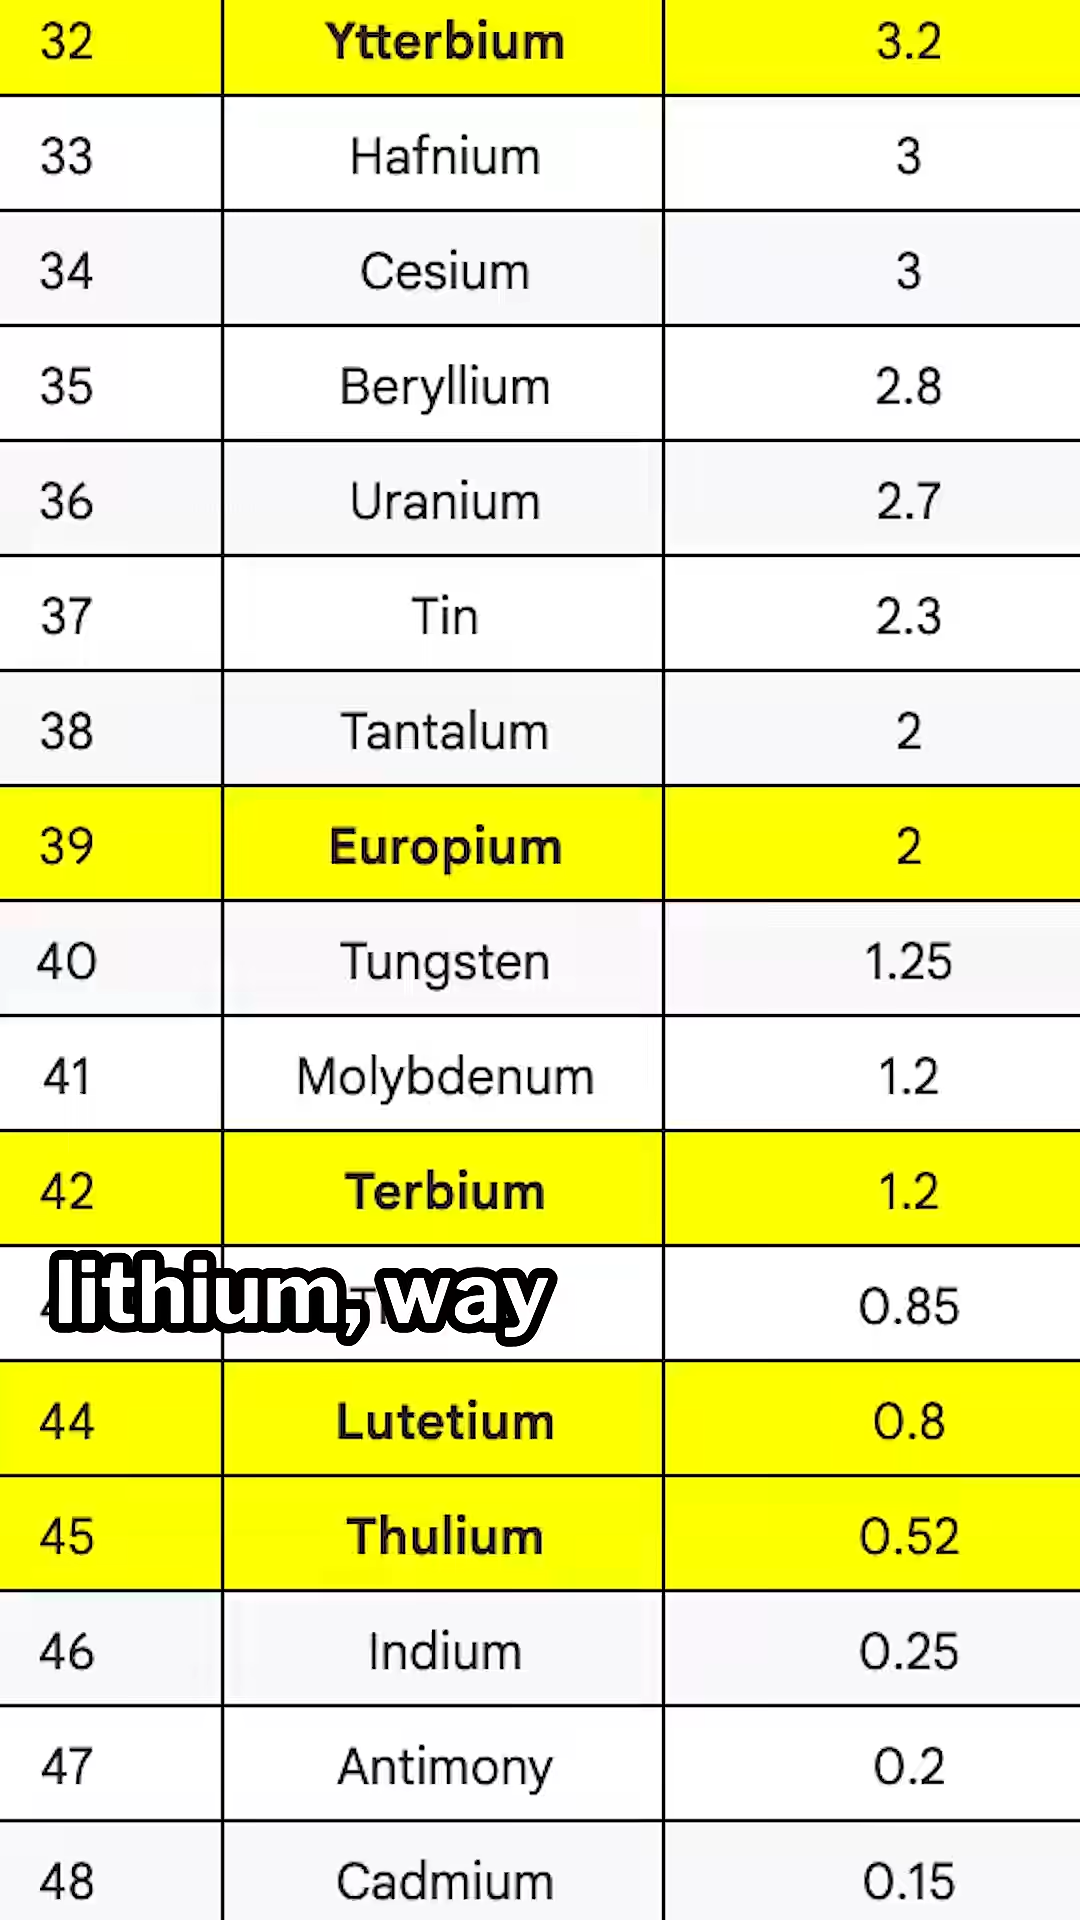 32 Ytterbium 3.2
33 Hafnium 3
34 Cesium 3
35 Beryllium 2.8
36 Uranium 2.7
37 Tin 2.3
38 Tantalum 2
39 Europium 2
40 Tungsten 1.25
41 Molybdenum 1.2
42 Terbium 1.2
lithium, way
0.85
44 Lutetium 0.8
45 Thulium 0.52
46 Indium 0.25
47 Antimony 0.2
48 Cadmium 0.15